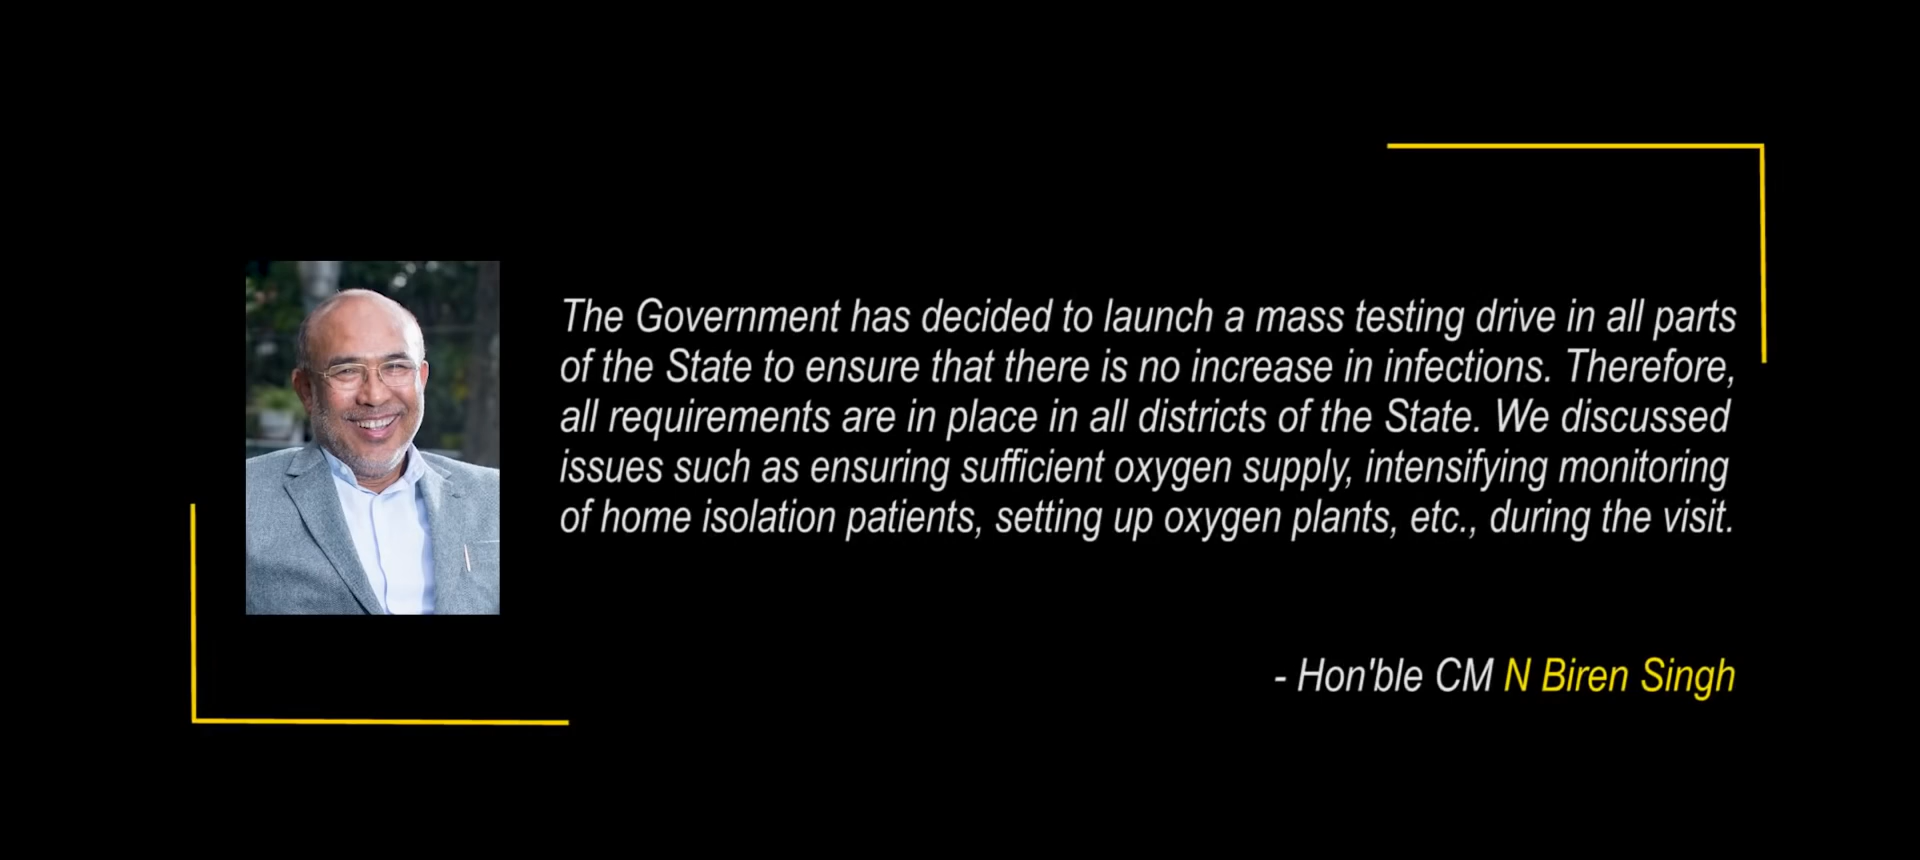 The Government has decided to launch a mass testing drive in all parts
of the State to ensure that there is no increase in infections. Therefore,
all requirements are in place in all districts of the State. We discussed
issues such as ensuring sufficient oxygen supply, intensifying monitoring
of home isolation patients, setting up oxygen plants, etc., during the visit.
- Hon'ble CM N Biren Singh